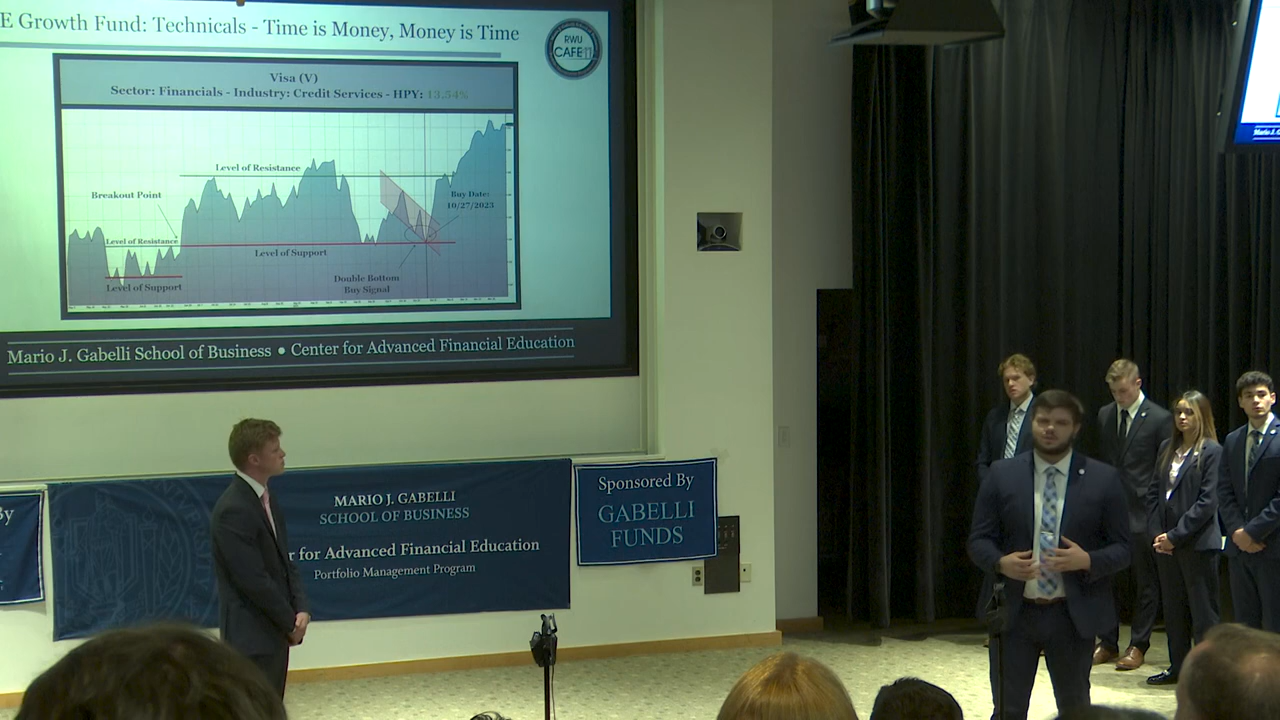 E Growth Fund: Technicals - Time is Money, Money is Time
RWU
CAFE
Visa (V)
Sector: Financials - Industry: Credit Services - HPY: 13.54%
Level of Resistance
Breakout Point
Buy Date:
10/27/2023
Level of Resistance
Level of Support
Double Bottom
Buy Signal
Level of Support
Mario J. Gabelli School of Business • Center for Advanced Financial Education
Mario J. G
By
MARIO J. GABELLI
SCHOOL OF BUSINESS
r for Advanced Financial Education
Portfolio Management Program
Sponsored By
GABELLI
FUNDS